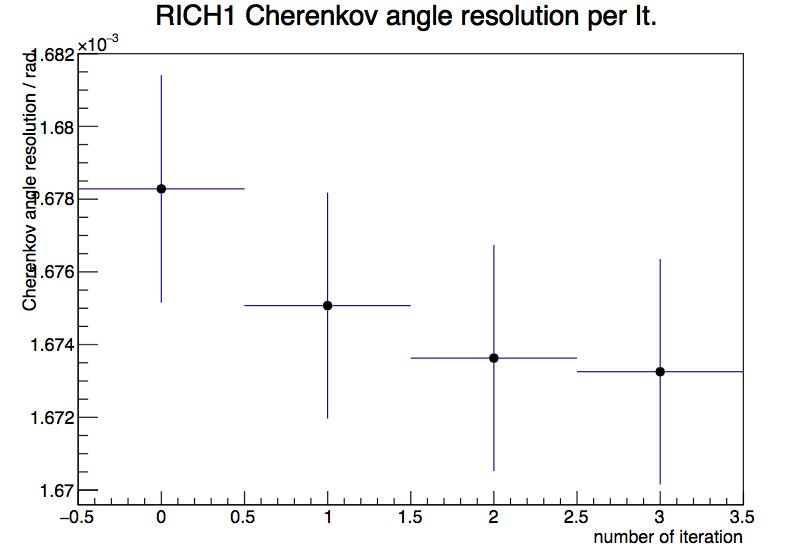 RICH1 Cherenkov angle resolution per It.
×10⁻³
Cherenkov angle resolution / rad.
1.682
1.68
1.678
1.676
1.674
1.672
1.67
−0.5 0 0.5 1 1.5 2 2.5 3 3.5
number of iteration